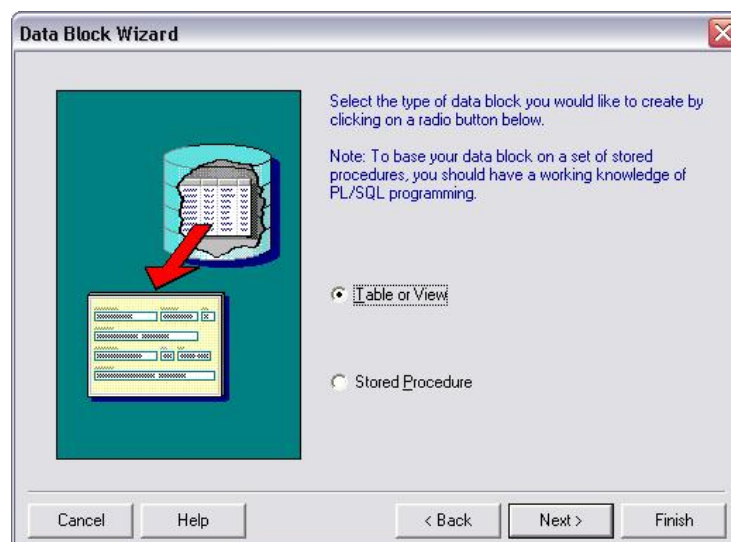 Data Block Wizard
Select the type of data block you would like to create by
clicking on a radio button below.
Note: To base your data block on a set of stored
procedures, you should have a working knowledge of
PL/SQL programming.
Table or View
Stored Procedure
Cancel
Help
< Back
Next >
Finish